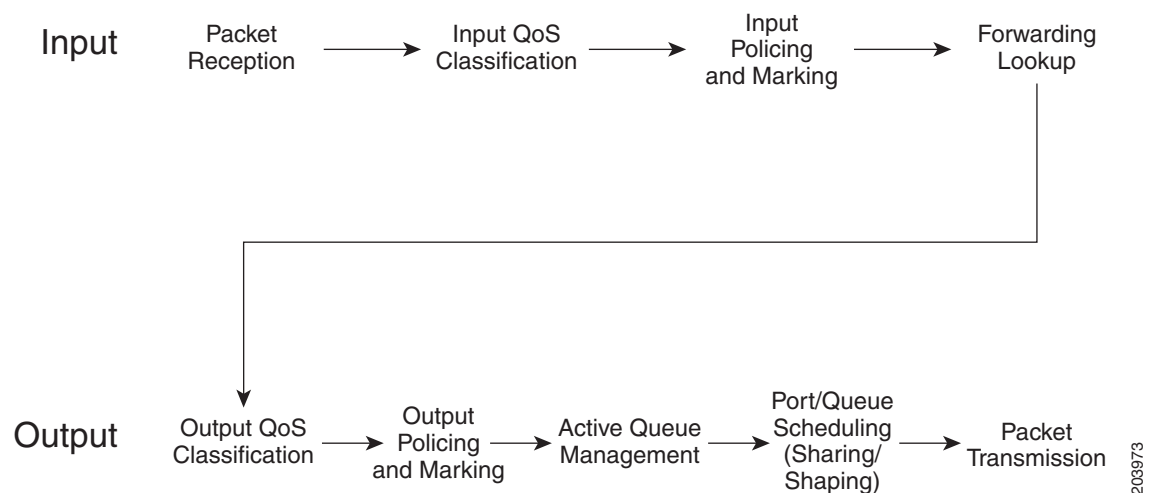 Input
Packet
Reception
Input QoS
Classification
Input
Policing
and Marking
Forwarding
Lookup
Output
Output QoS
Classification
Output
Policing
and Marking
Active Queue
Management
Port/Queue
Scheduling
(Sharing/
Shaping)
Packet
Transmission
203973